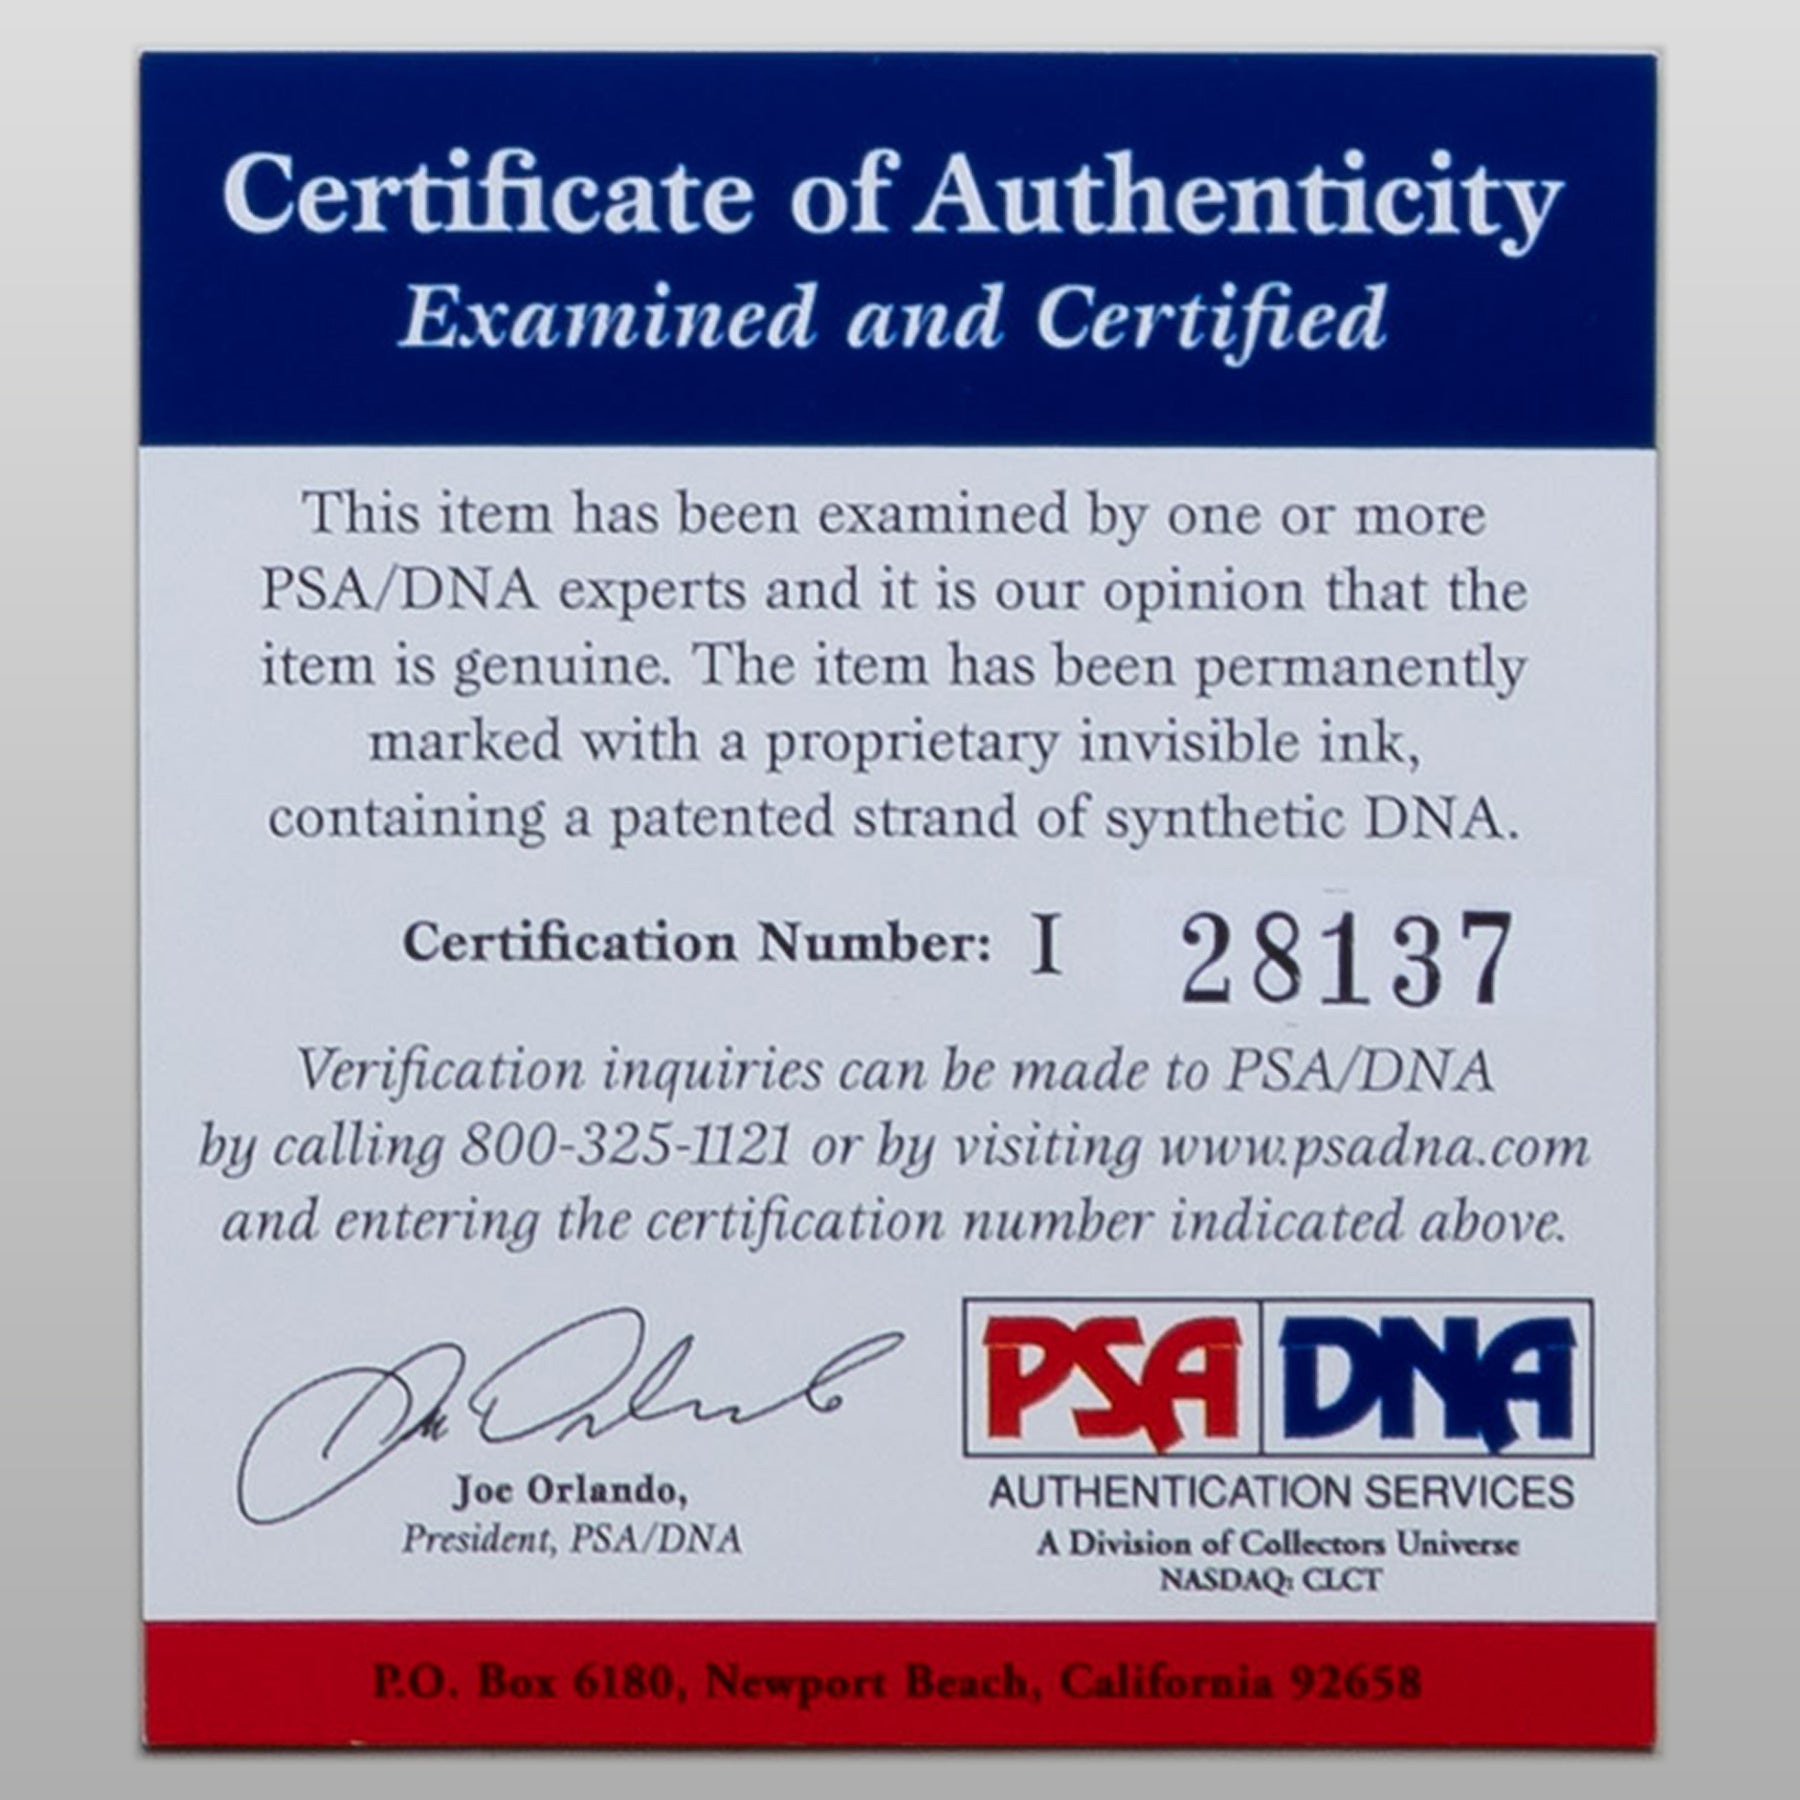 Certificate of Authenticity
Examined and Certified
This item has been examined by one or more
PSA/DNA experts and it is our opinion that the
item is genuine. The item has been permanently
marked with a proprietary invisible ink,
containing a patented strand of synthetic DNA.
Certification Number: I 28137
Verification inquiries can be made to PSA/DNA
by calling 800-325-1121 or by visiting www.psadna.com
and entering the certification number indicated above.
Joe Orlando
Joe Orlando,
President, PSA/DNA
PSA DNA
AUTHENTICATION SERVICES
A Division of Collectors Universe
NASDAQ: CLCT
P.O. Box 6180, Newport Beach, California 92658